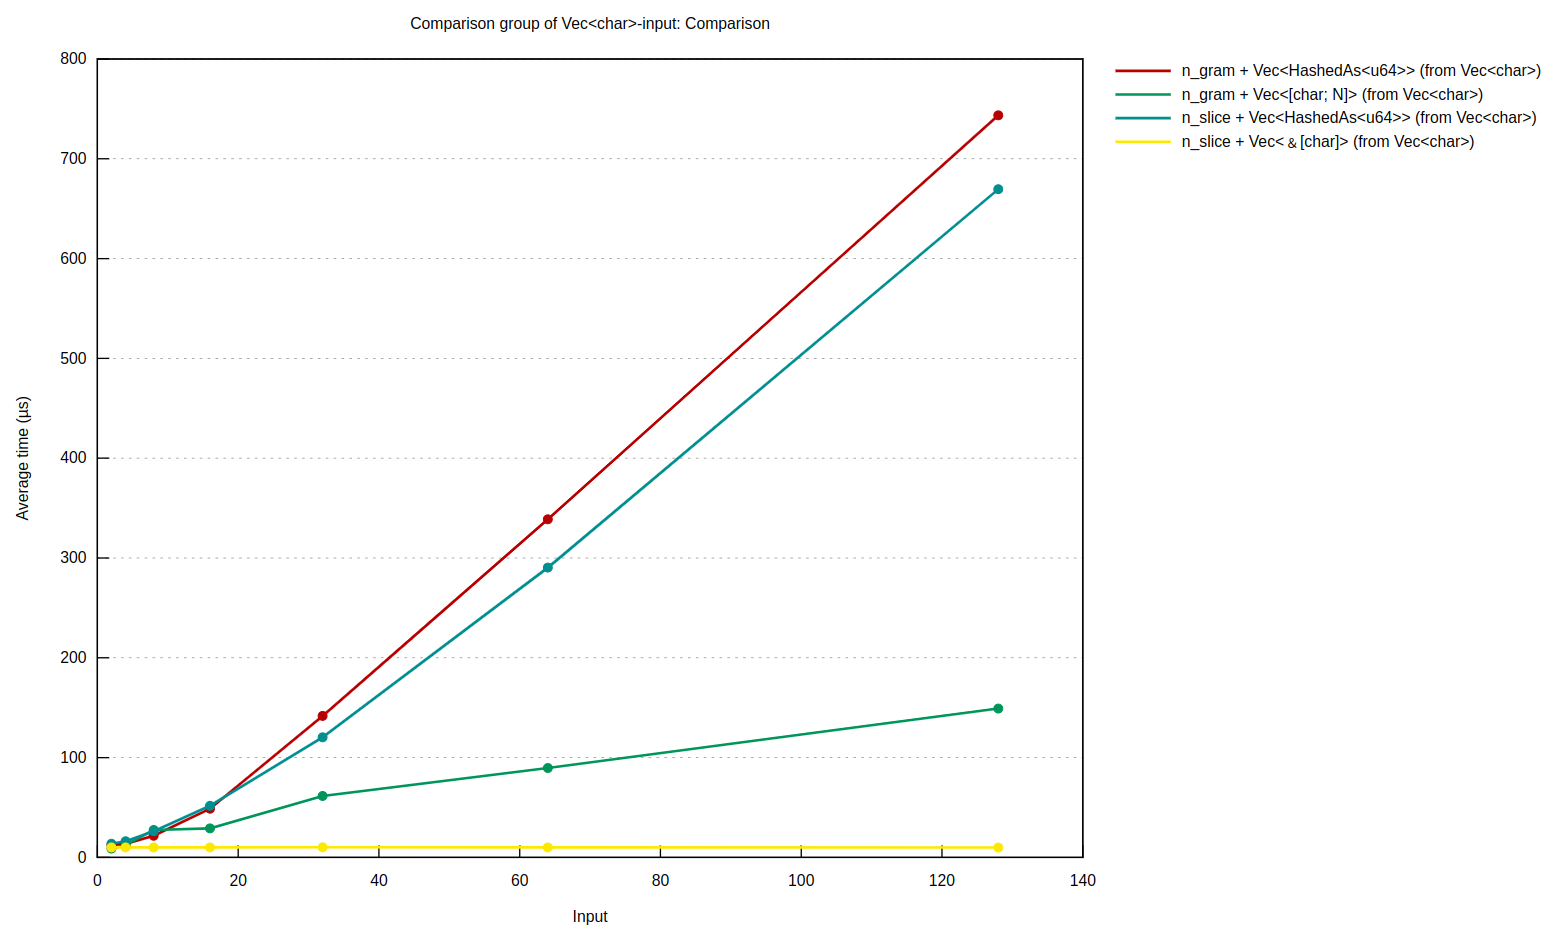 Comparison group of Vec<char>-input: Comparison
n_gram + Vec<HashedAs<u64>> (from Vec<char>)
n_gram + Vec<[char; N]> (from Vec<char>)
n_slice + Vec<HashedAs<u64>> (from Vec<char>)
n_slice + Vec< & [char]> (from Vec<char>)
Average time (µs)
800
700
600
500
400
300
200
100
0
0 20 40 60 80 100 120 140
Input